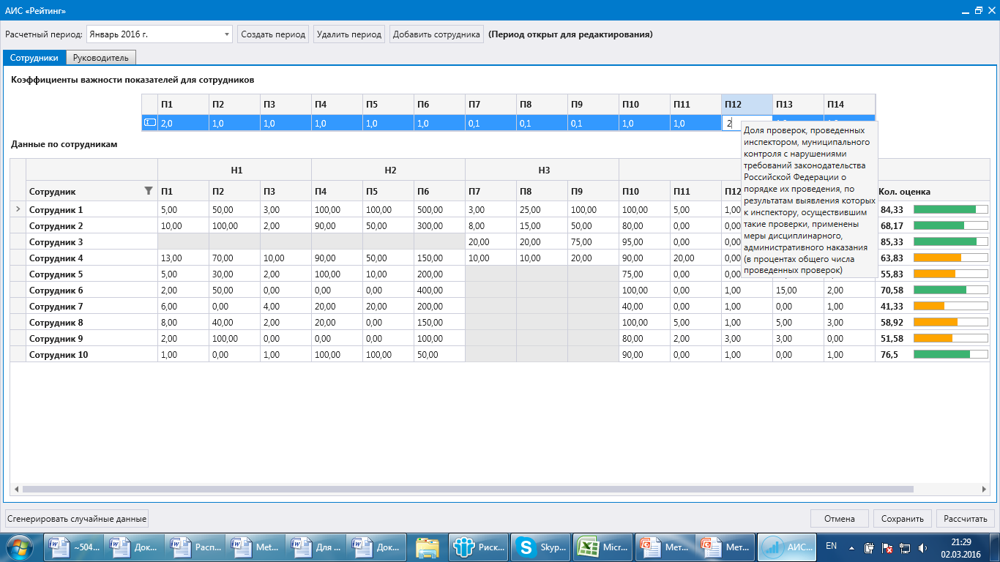 АИС «Рейтинг»
Расчетный период: Январь 2016 г. Создать период Удалить период Добавить сотрудника (Период открыт для редактирования)
Сотрудники Руководитель
Коэффициенты важности показателей для сотрудников
П1 П2 П3 П4 П5 П6 П7 П8 П9 П10 П11 П12 П13 П14
2,0 1,0 1,0 1,0 1,0 1,0 0,1 0,1 0,1 1,0 1,0 2
Доля проверок, проведенных
инспектором, муниципального
контроля с нарушениями
требований законодательства
Российской Федерации о
порядке их проведения, по
результатам выявления которых
к инспектору, осуществившим
такие проверки, применены
меры дисциплинарного,
административного наказания
(в процентах общего числа
проведенных проверок)
Данные по сотрудникам
Н1 Н2 Н3
Сотрудник П1 П2 П3 П4 П5 П6 П7 П8 П9 П10 П11 П12 Кол. оценка
Сотрудник 1 5,00 50,00 3,00 100,00 100,00 500,00 3,00 25,00 100,00 100,00 5,00 1,00 84,33
Сотрудник 2 10,00 100,00 2,00 90,00 50,00 300,00 8,00 15,00 50,00 80,00 0,00 0,00 68,17
Сотрудник 3 20,00 20,00 75,00 95,00 0,00 0,00 85,33
Сотрудник 4 13,00 70,00 10,00 90,00 50,00 150,00 10,00 10,00 20,00 90,00 20,00 0,00 63,83
Сотрудник 5 5,00 30,00 2,00 100,00 10,00 200,00 75,00 0,00 0,00 55,83
Сотрудник 6 2,00 50,00 0,00 0,00 0,00 400,00 100,00 0,00 1,00 15,00 2,00 70,58
Сотрудник 7 6,00 0,00 4,00 20,00 20,00 200,00 40,00 0,00 1,00 0,00 1,00 41,33
Сотрудник 8 8,00 40,00 2,00 20,00 0,00 150,00 100,00 5,00 1,00 5,00 3,00 58,92
Сотрудник 9 2,00 100,00 0,00 0,00 0,00 100,00 80,00 2,00 3,00 3,00 0,00 51,58
Сотрудник 10 1,00 0,00 1,00 100,00 100,00 50,00 90,00 0,00 1,00 0,00 1,00 76,5
Сгенерировать случайные данные Отмена Сохранить Рассчитать
~504... Док... Расп... Met... Для ... Док... Риск... Skyp... Micr... Мет... Мет... АИС... EN 21:29
02.03.2016